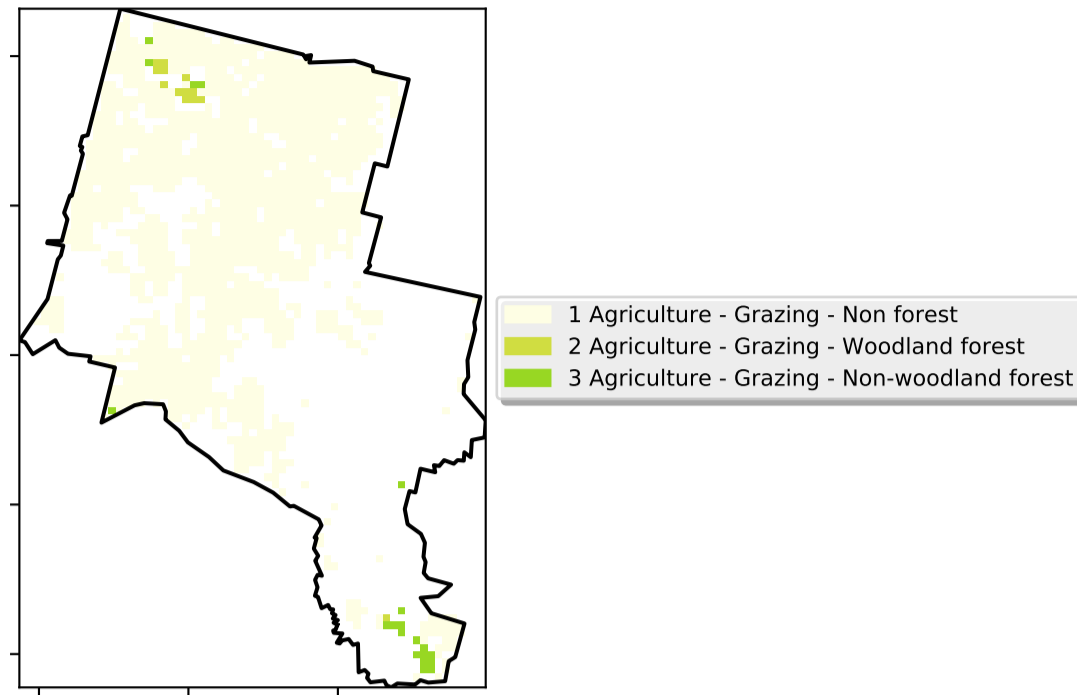 1 Agriculture - Grazing - Non forest
2 Agriculture - Grazing - Woodland forest
3 Agriculture - Grazing - Non-woodland forest